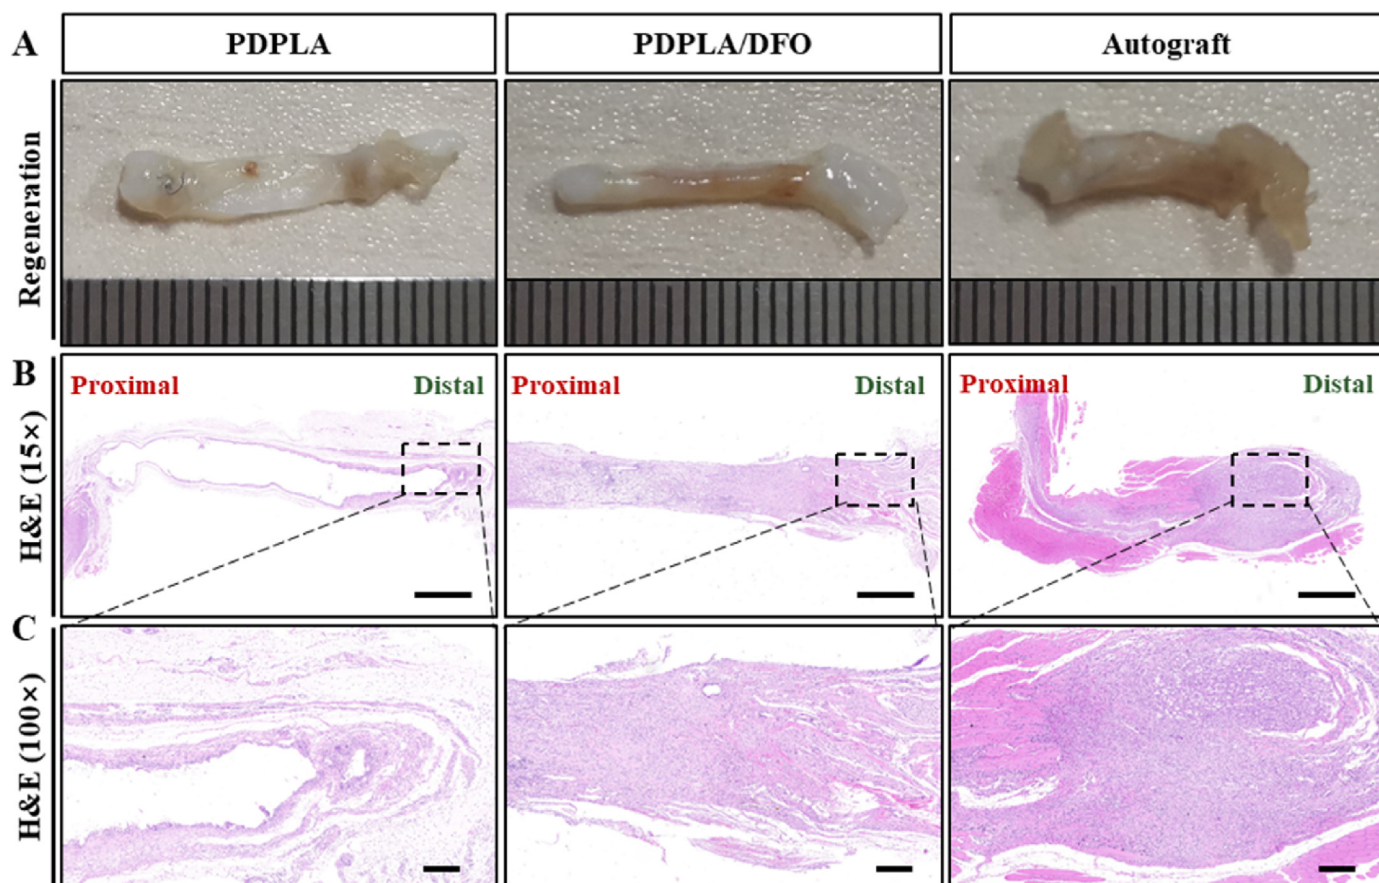 A
PDPLA
PDPLA/DFO
Autograft
Regeneration
B
H&E (15×)
Proximal
Distal
Proximal
Distal
Proximal
Distal
C
H&E (100×)